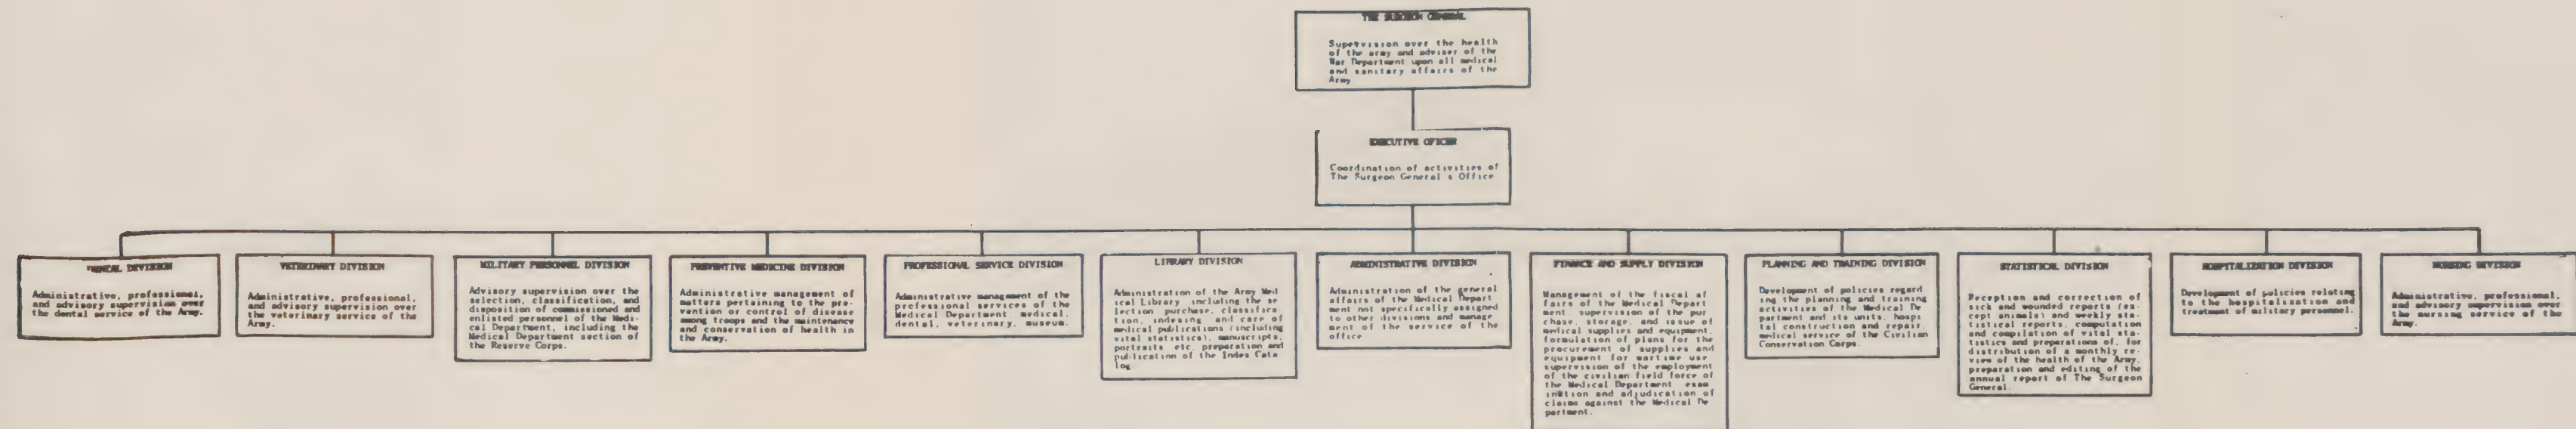 THE SURGEON GENERAL
Supervision over the health
of the army and adviser of the
War Department upon all medical
and sanitary affairs of the
Army
EXECUTIVE OFICER
Coordination of activities of
The Surgeon General s Office
DENTAL DIVISION
Administrative, professional,
and advisory supervision over
the dental service of the Army.
VETERINARY DIVISION
Administrative, professional,
and advisory supervision over
the veterinary service of the
Army.
MILITARY PERSONNEL DIVISION
Advisory supervision over the
selection, classification, and
disposition of commissioned and
enlisted personnel of the Medi-
cal Department, including the
Medical Department section of
the Reserve Corps.
PREVENTIVE MEDICINE DIVISION
Administrative management of
matters pertaining to the pre-
vention or control of disease
among troops and the maintenance
and conservation of health in
the Army.
PROFESSIONAL SERVICE DIVISION
Administrative management of the
professional services of the
Medical Department, medical,
dental, veterinary, museum.
LIBRARY DIVISION
Administration of the Army Med
ical Library including the se
lection purchase, classifica
tion, indexing and care of
medical publications (including
vital statistics), manuscripts,
portraits etc. preparation and
publication of the Index Cata
log
ADMINISTRATIVE DIVISION
Administration of the general
affairs of the Medical Depart
ment not specifically assigned
to other divisions and manage
ment of the service of the
office
FINANCE AND SUPPLY DIVISION
Management of the fiscal af
fairs of the Medical Depart
ment, supervision of the pur
chase, storage, and issue of
medical supplies and equipment,
formulation of plans for the
procurement of supplies and
equipment for wartime use
supervision of the employment
of the civilian field force of
the Medical Department exam
ination and adjudication of
claims against the Medical De
partment.
PLANNING AND TRAINING DIVISION
Development of policies regard
ing the planning and training
activities of the Medical De
partment and its units, hospi
tal construction and repair,
medical service of the Civilian
Conservation Corps.
STATISTICAL DIVISION
Reception and correction of
sick and wounded reports (ex-
cept animals) and weekly sta-
tistical reports, computation
and compilation of vital sta-
tistics and preparations of, for
distribution of a monthly re-
view of the health of the Army,
preparation and editing of the
annual report of The Surgeon
General.
HOSPITALIZATION DIVISION
Development of policies relating
to the hospitalization and
treatment of military personnel.
NURSING DIVISION
Administrative, professional,
and advisory supervision over
the nursing service of the
Army.